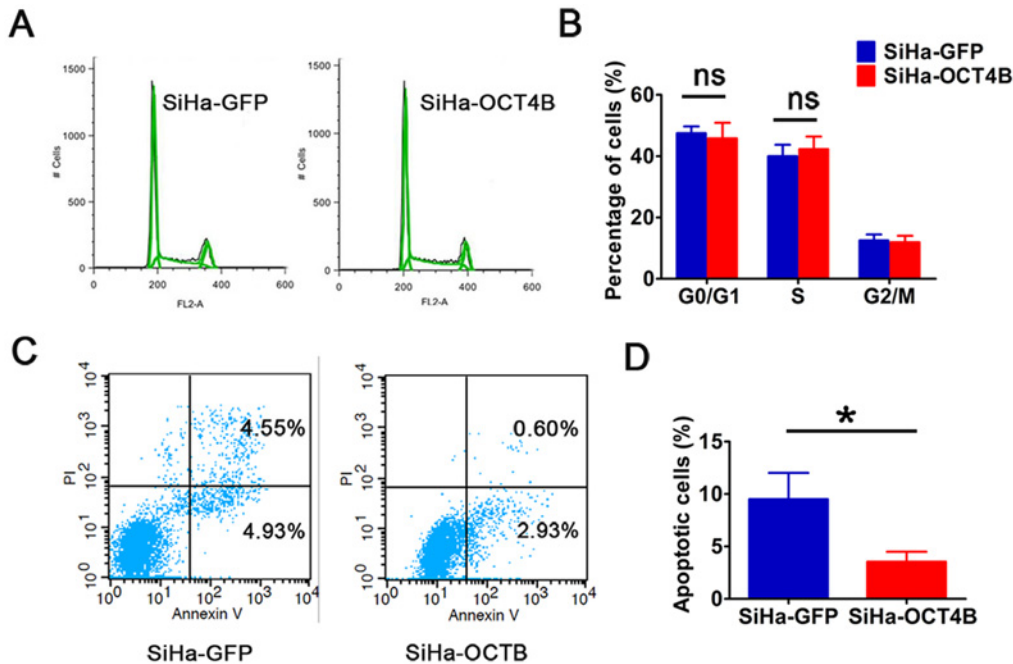 A
1500
1000
500
0
# Cells
SiHa-GFP
0 200 400 600
FL2-A
1500
1000
500
0
# Cells
SiHa-OCT4B
0 200 400 600
FL2-A
B
SiHa-GFP
SiHa-OCT4B
Percentage of cells (%)
60
40
20
0
ns
ns
G0/G1 S G2/M
C
PI
10^4
10^3
10^2
10^1
10^0
4.55%
4.93%
10^0 10^1 10^2 10^3 10^4
Annexin V
SiHa-GFP
PI
10^4
10^3
10^2
10^1
10^0
0.60%
2.93%
10^0 10^1 10^2 10^3 10^4
Annexin V
SiHa-OCTB
D
Apoptotic cells (%)
15
10
5
0
*
SiHa-GFP SiHa-OCT4B